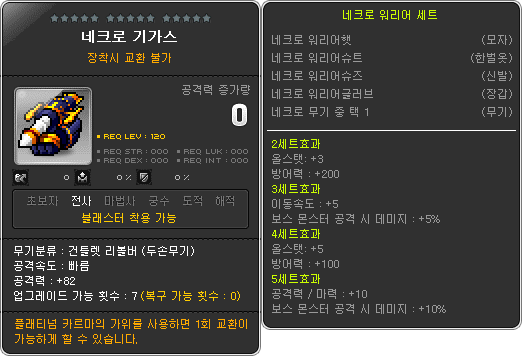 네크로 기가스
장착시 교환 불가
공격력 증가량
0
REQ LEV : 120
REQ STR : 000
REQ LUK : 000
REQ DEX : 000
REQ INT : 000
0
0 %
0 %
초보자 전사 마법사 궁수 도적 해적
블래스터 착용 가능
무기분류 : 건틀렛 리볼버 (두손무기)
공격속도 : 빠름
공격력 : +82
업그레이드 가능 횟수 : 7 (복구 가능 횟수 : 0)
플래티넘 카르마의 가위를 사용하면 1회 교환이
가능하게 할 수 있습니다.
네크로 워리어 세트
네크로 워리어햇 (모자)
네크로 워리어슈트 (한벌옷)
네크로 워리어슈즈 (신발)
네크로 워리어글러브 (장갑)
네크로 무기 중 택 1 (무기)
2세트효과
올스탯: +3
방어력 : +200
3세트효과
이동속도 : +5
보스 몬스터 공격 시 데미지 : +5%
4세트효과
올스탯: +5
방어력 : +100
5세트효과
공격력 / 마력 : +10
보스 몬스터 공격 시 데미지 : +10%